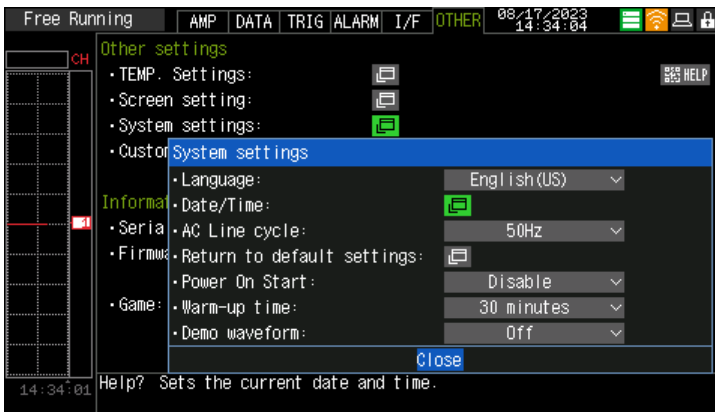 Free Running AMP DATA TRIG ALARM I/F OTHER 08/17/2023 14:34:04
CH
Other settings
・TEMP. Settings:
HELP
・Screen setting:
・System settings:
・Custom
System settings
・Language: English(US)
Informat
・Date/Time:
1
・Seria
・AC Line cycle: 50Hz
・Firmwa
・Return to default settings:
・Power On Start: Disable
・Game:
・Warm-up time: 30 minutes
・Demo waveform: Off
Close
14:34:01
Help? Sets the current date and time.